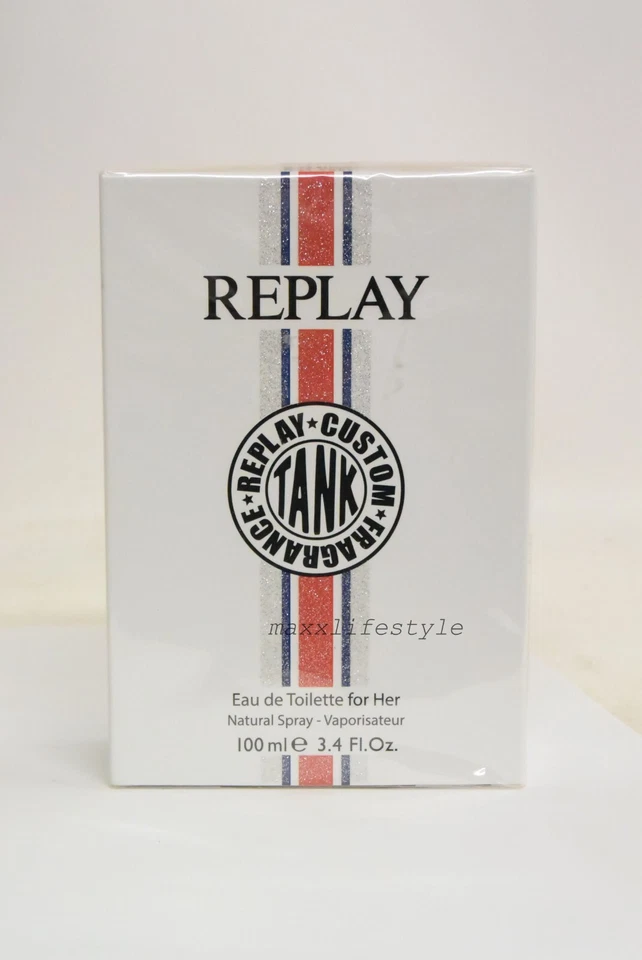 REPLAY
REPLAY★CUSTOM★FRAGRANCE★
TANK
maxxlifestyle
Eau de Toilette for Her
Natural Spray - Vaporisateur
100 ml e 3.4 Fl.Oz.